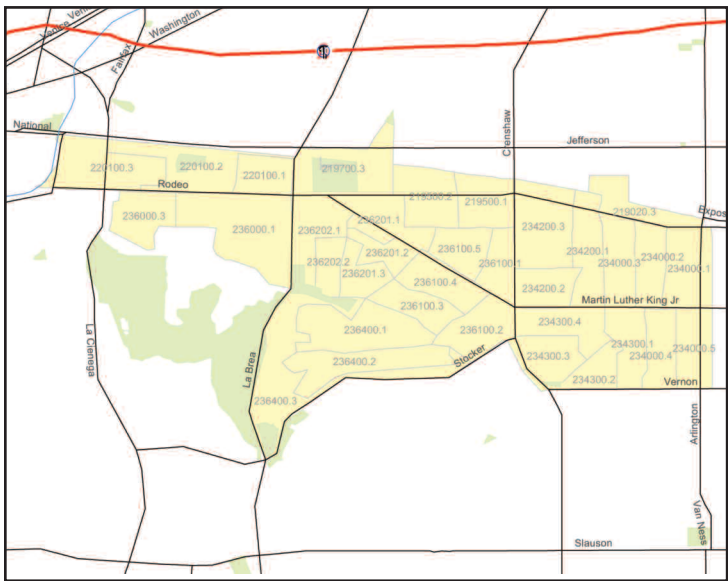 Venice
Washington
Fairfax
10
National
Jefferson
Crenshaw
220100.3
220100.2
220100.1
219700.3
Rodeo
219500.2
219500.1
219020.3
Expos
236000.3
236000.1
236202.1
236201.1
236201.2
236202.2
236201.3
236100.5
236100.1
236100.4
236100.3
236100.2
234200.3
234200.1
234200.2
234000.3
234000.2
234000.1
Martin Luther King Jr
236400.1
236400.2
236400.3
Stocker
234300.4
234300.3
234300.1
234300.2
234000.4
234000.5
La Cienega
La Brea
Vernon
Arlington
Van Ness
Slauson